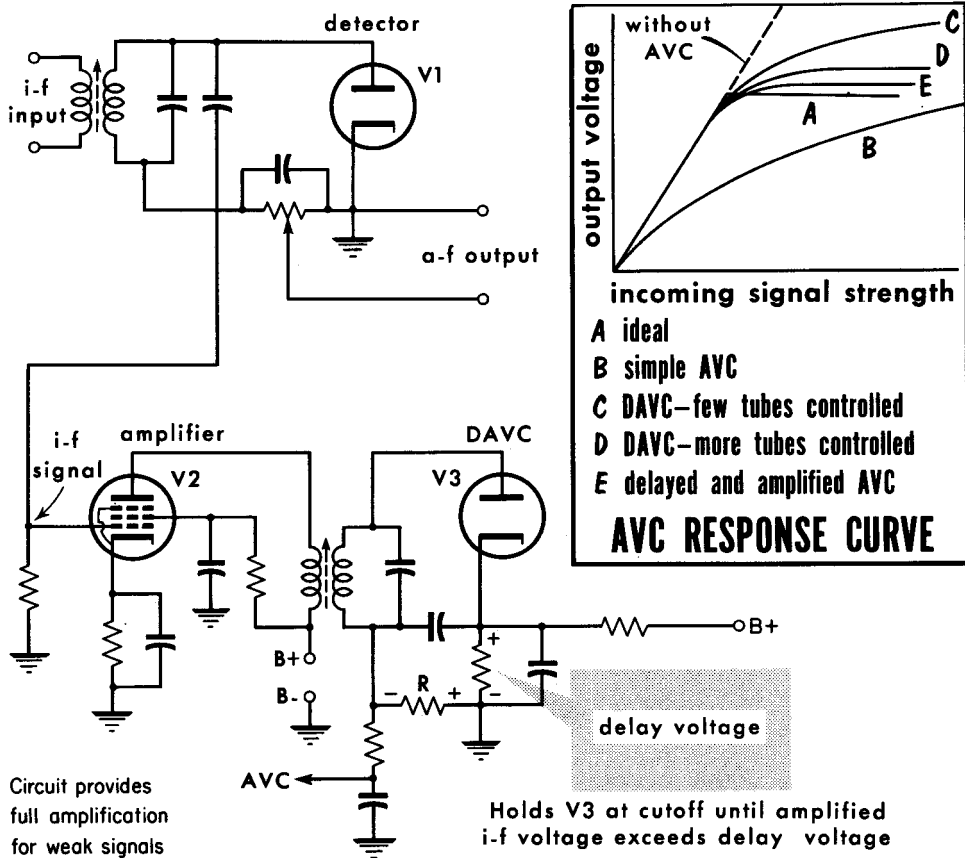 detector
V1
i-f
input
a-f output
i-f
signal
amplifier
V2
DAVC
V3
B+
B-
- R +
+
-
B+
delay voltage
AVC
Circuit provides
full amplification
for weak signals
Holds V3 at cutoff until amplified
i-f voltage exceeds delay voltage
without
AVC
C
D
E
A
B
output voltage
incoming signal strength
A ideal
B simple AVC
C DAVC–few tubes controlled
D DAVC–more tubes controlled
E delayed and amplified AVC
AVC RESPONSE CURVE